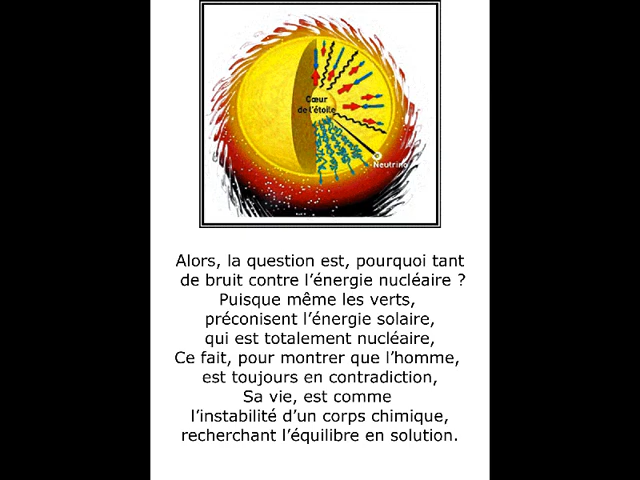 Cœur
de l'étoile
Neutrino
Alors, la question est, pourquoi tant
de bruit contre l’énergie nucléaire ?
Puisque même les verts,
préconisent l’énergie solaire,
qui est totalement nucléaire,
Ce fait, pour montrer que l’homme,
est toujours en contradiction,
Sa vie, est comme
l’instabilité d’un corps chimique,
recherchant l’équilibre en solution.